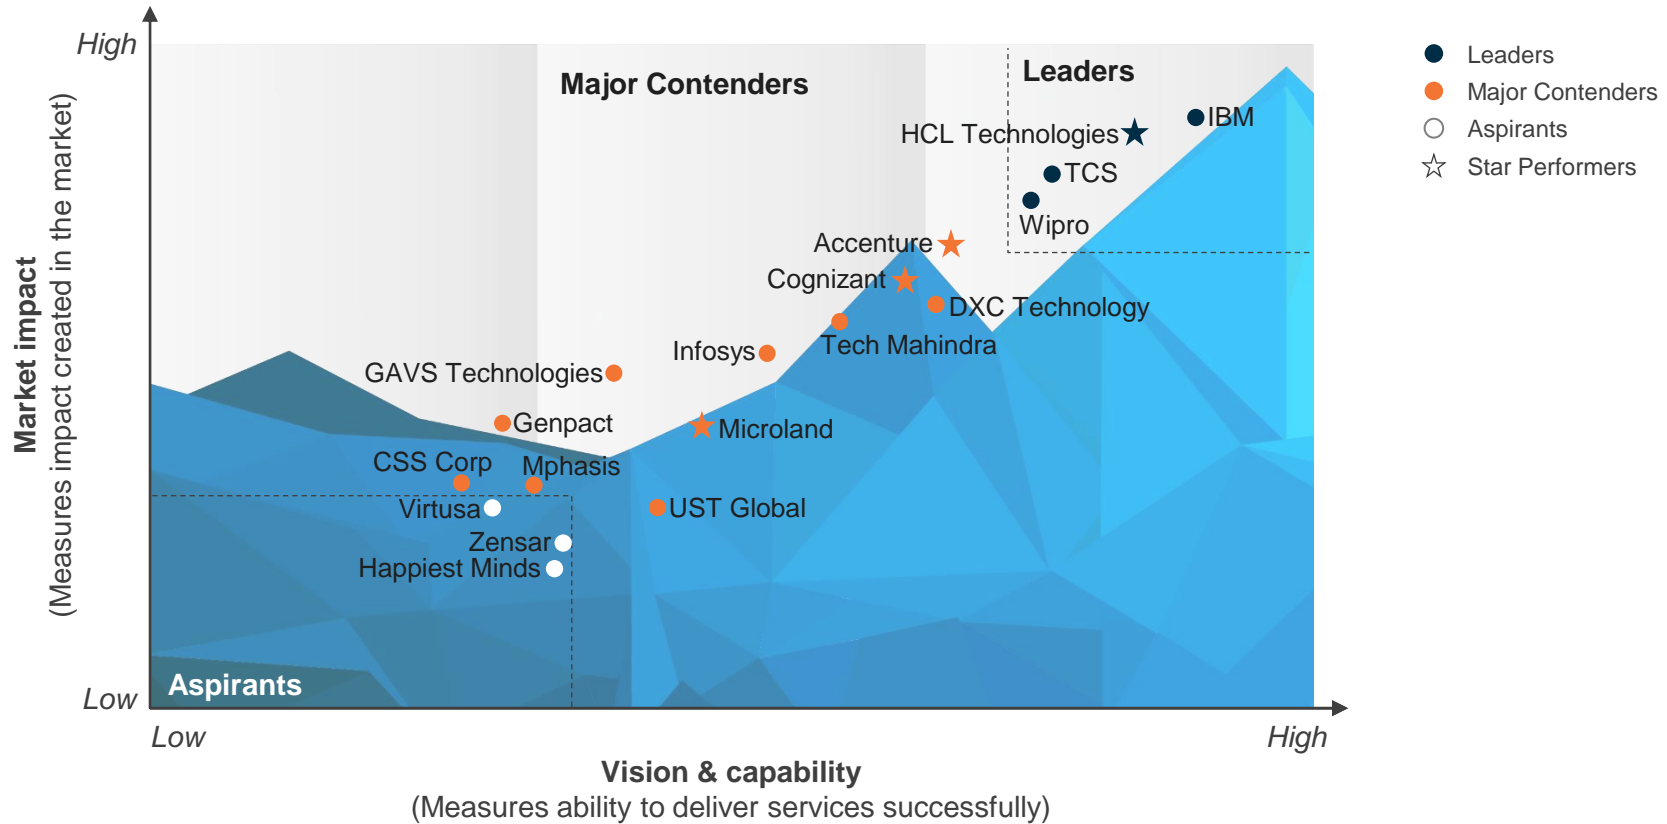 High
Major Contenders
Leaders
Leaders
Major Contenders
Aspirants
Star Performers
IBM
HCL Technologies
TCS
Wipro
Accenture
Cognizant
DXC Technology
Tech Mahindra
Infosys
GAVS Technologies
Genpact
Microland
CSS Corp
Mphasis
Virtusa
UST Global
Zensar
Happiest Minds
Aspirants
Market impact
(Measures impact created in the market)
Low
Low
High
Vision & capability
(Measures ability to deliver services successfully)